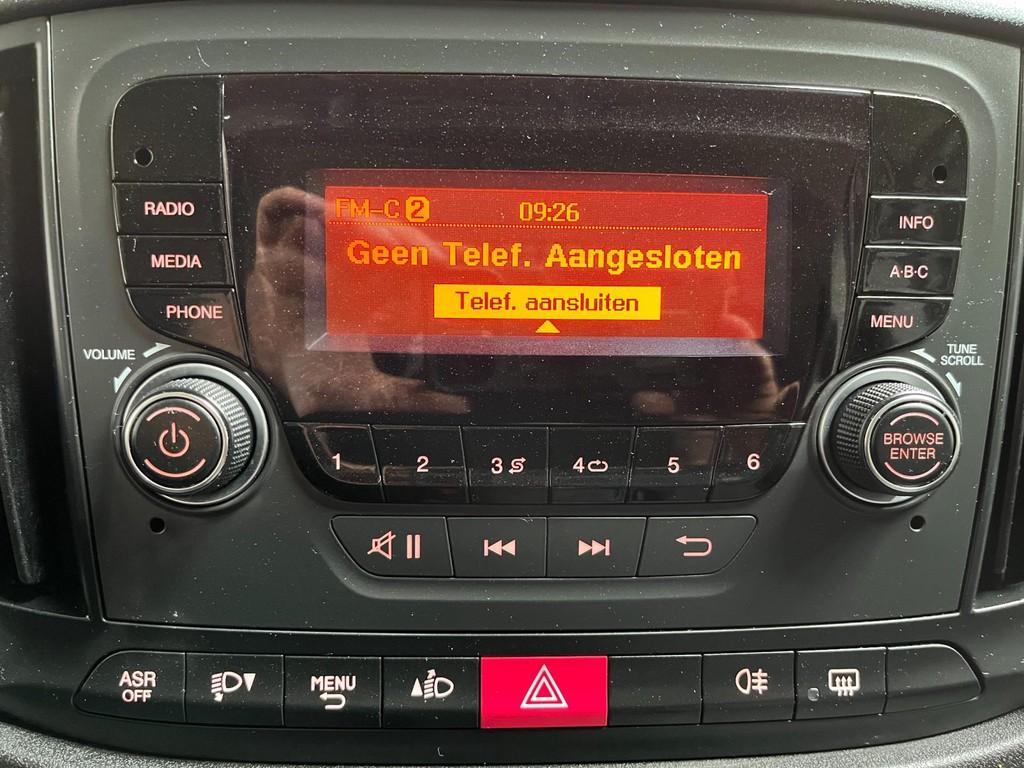 FM-C 2 09:26
Geen Telef. Aangesloten
Telef. aansluiten
RADIO
MEDIA
PHONE
INFO
A·B·C
MENU
VOLUME
TUNE
SCROLL
BROWSE
ENTER
1 2 3 4 5 6
ASR
OFF
MENU